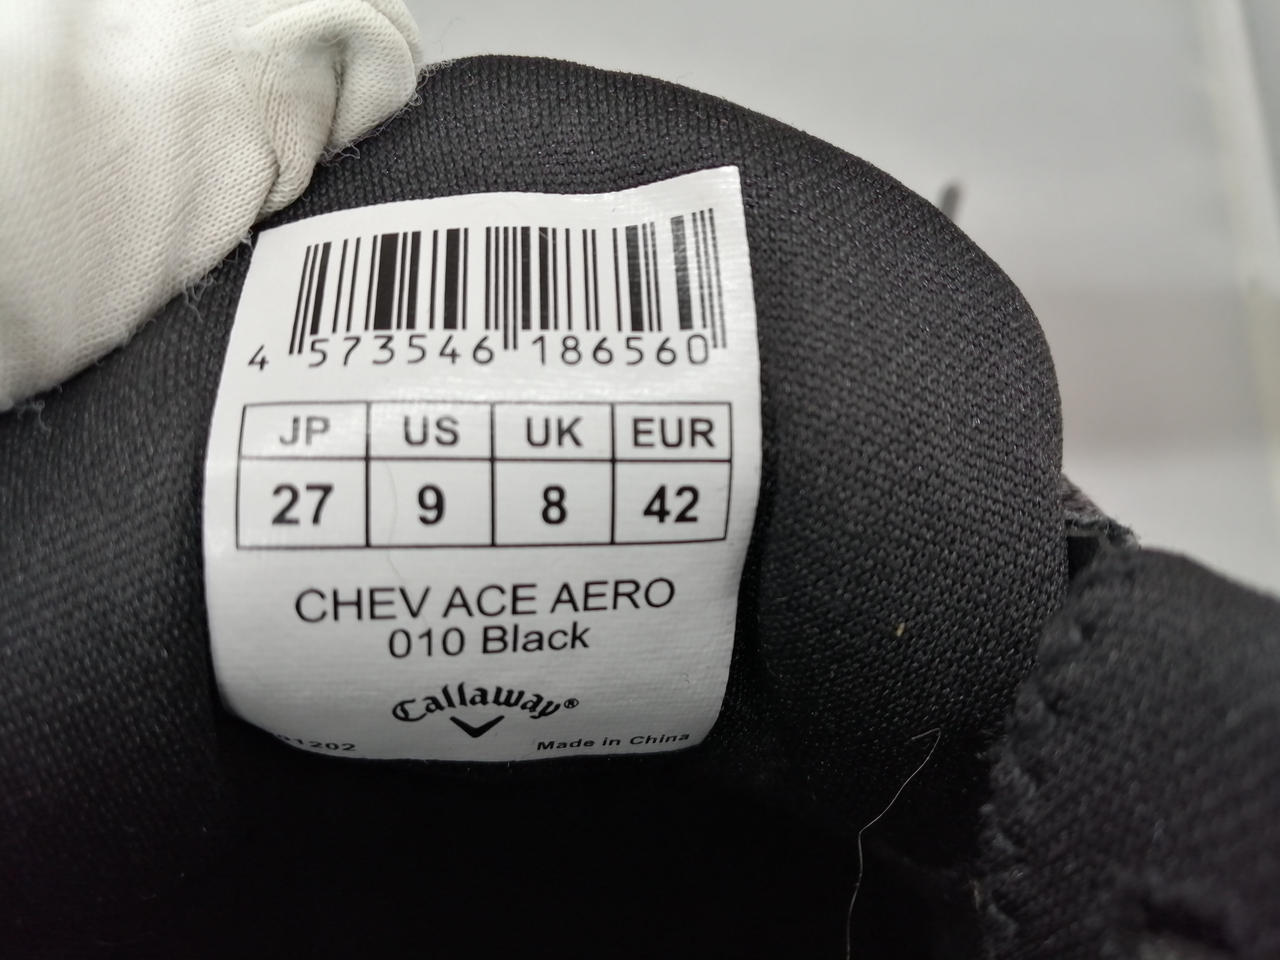 4 573546 186560
JP US UK EUR
27 9 8 42
CHEV ACE AERO
010 Black
Callaway®
Made in China